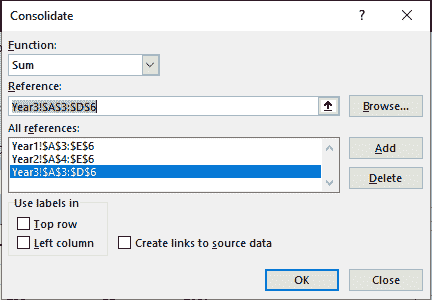 Consolidate ? ×
Function:
Sum
Reference:
Year3!$A$3:$D$6 Browse...
All references:
Year1!$A$3:$E$6 Add
Year2!$A$4:$E$6
Year3!$A$3:$D$6 Delete
Use labels in
Top row
Left column Create links to source data
OK Close